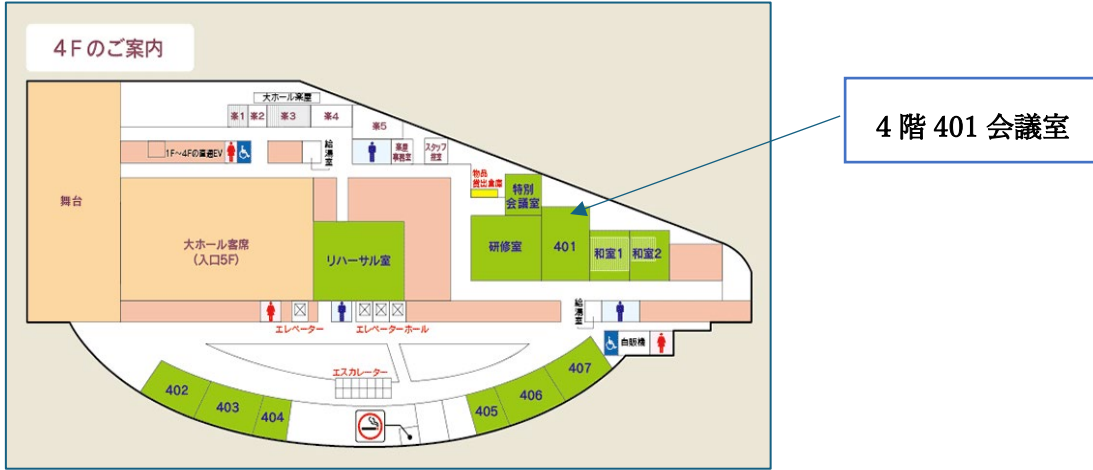 4Fのご案内
4階 401 会議室
大ホール楽屋
楽1
楽2
楽3
楽4
楽5
1F〜4Fの直通EV
給湯室
楽屋
事務室
スタッフ
控室
物品
貸出倉庫
特別
会議室
舞台
大ホール客席
(入口5F)
リハーサル室
研修室
401
和室1
和室2
エレベーター
エレベーターホール
給湯室
自販機
エスカレーター
402
403
404
405
406
407